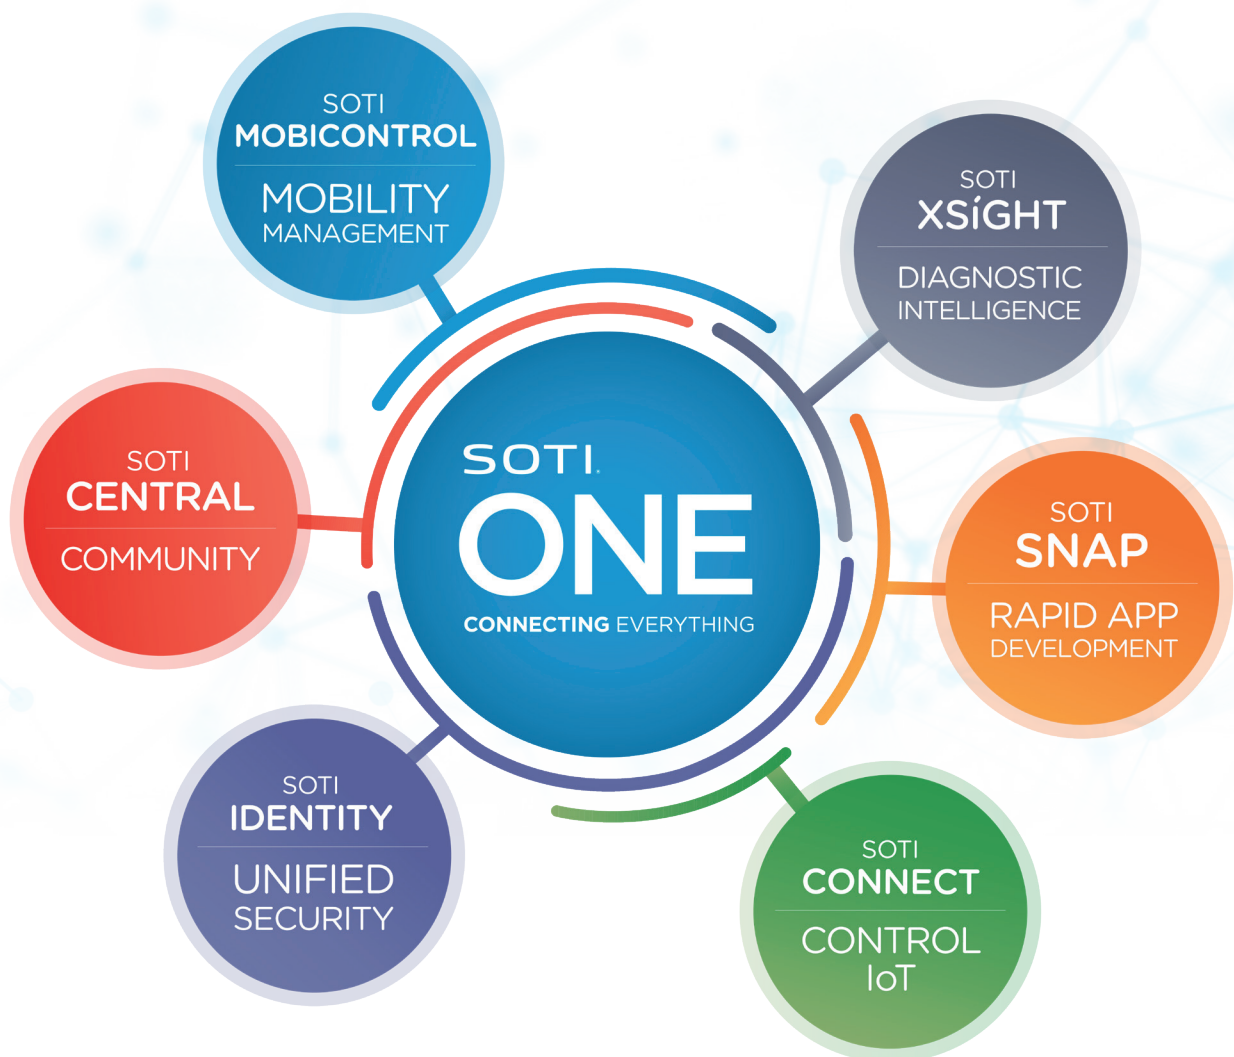 SOTI
MOBICONTROL
MOBILITY
MANAGEMENT
SOTI
XSíGHT
DIAGNOSTIC
INTELLIGENCE
SOTI
CENTRAL
COMMUNITY
SOTI.
ONE
CONNECTING EVERYTHING
SOTI
SNAP
RAPID APP
DEVELOPMENT
SOTI
IDENTITY
UNIFIED
SECURITY
SOTI
CONNECT
CONTROL
IoT